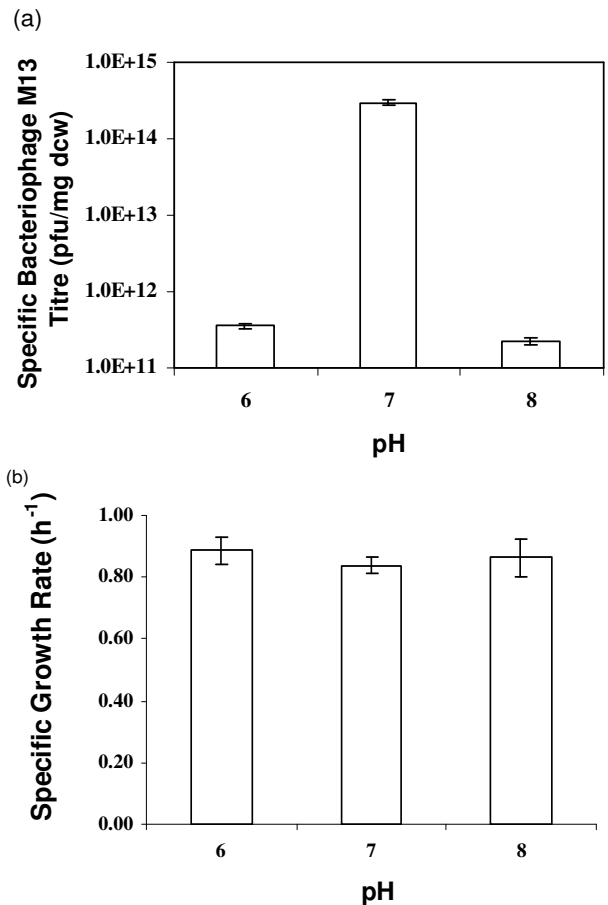 (a)
Specific Bacteriophage M13
Titre (pfu/mg dcw)
1.0E+15
1.0E+14
1.0E+13
1.0E+12
1.0E+11
6 7 8
pH
(b)
Specific Growth Rate (h⁻¹)
1.00
0.80
0.60
0.40
0.20
0.00
6 7 8
pH